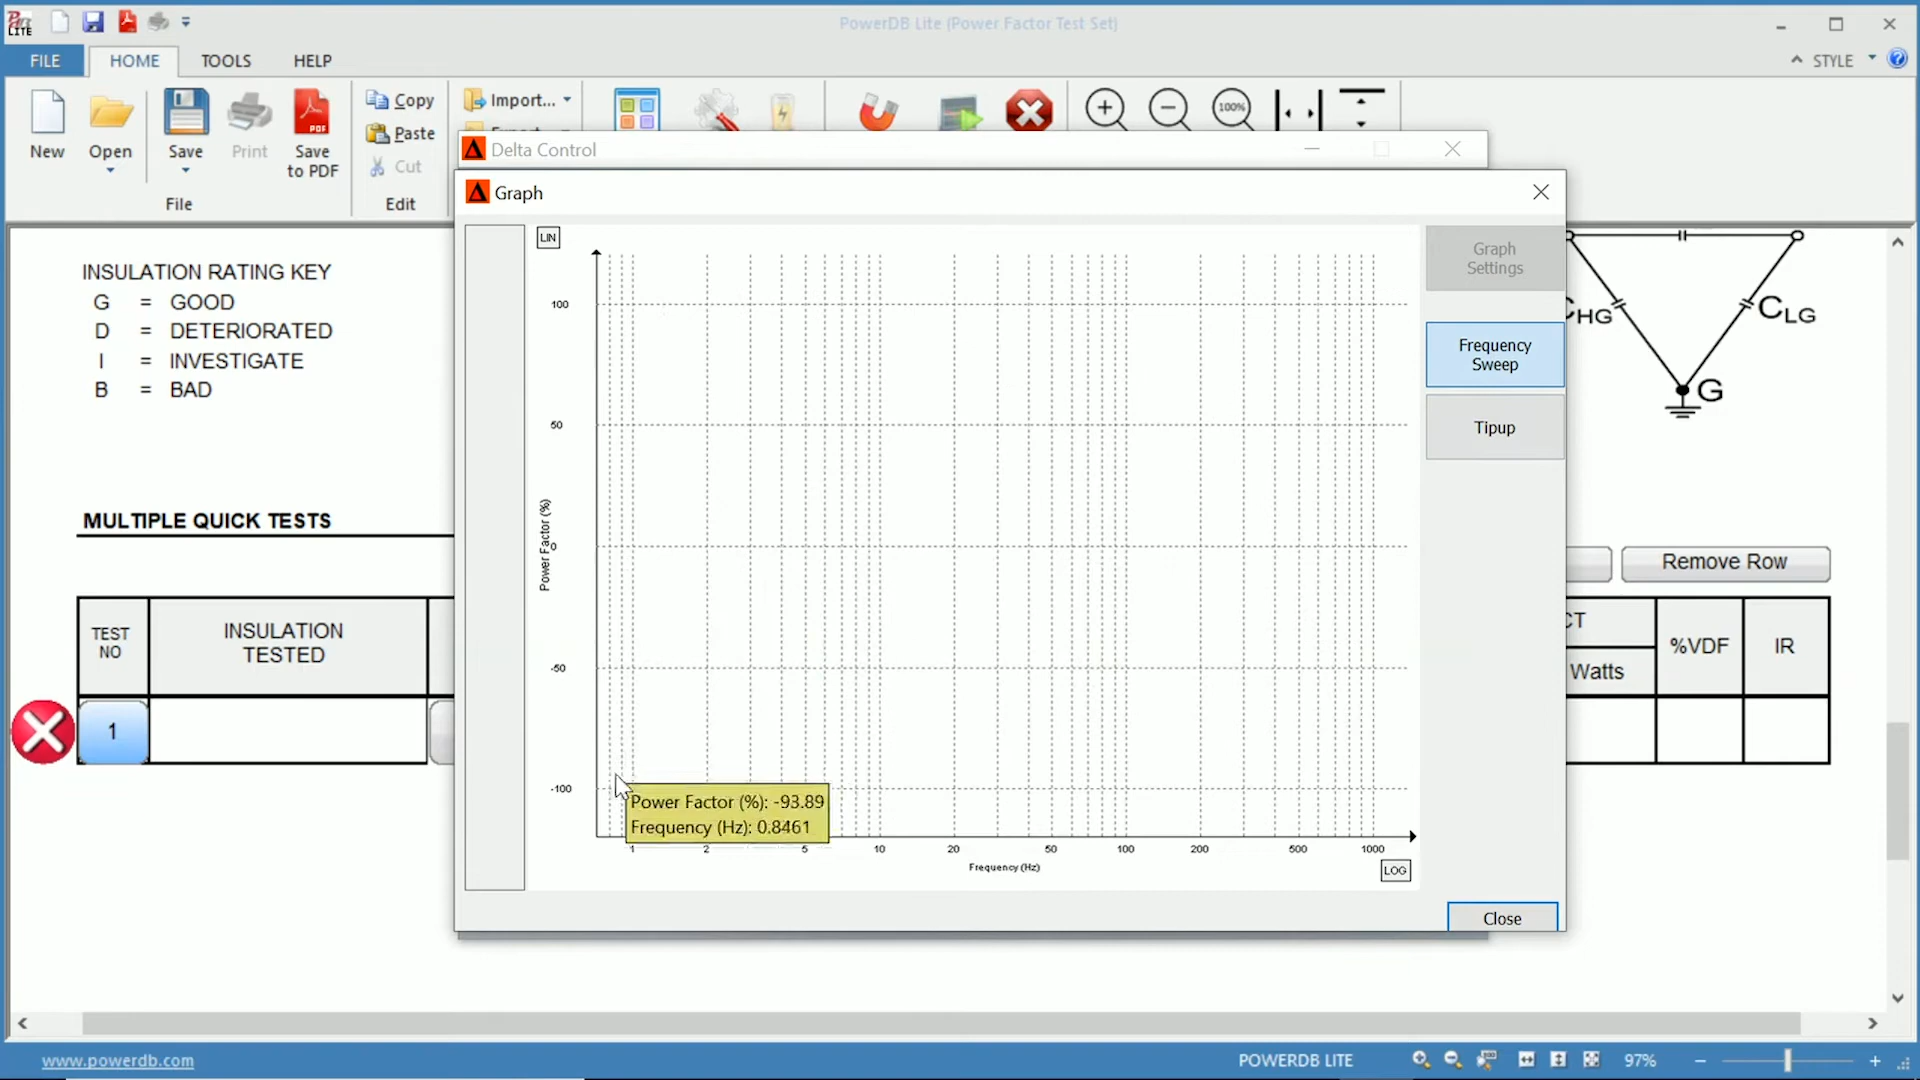 LITE
PowerDB Lite (Power Factor Test Set)
FILE
HOME
TOOLS
HELP
STYLE
New
Open
Save
Print
Save
to PDF
File
Copy
Paste
Cut
Edit
Import...
100%
Delta Control
Graph
INSULATION RATING KEY
G = GOOD
D = DETERIORATED
I = INVESTIGATE
B = BAD
MULTIPLE QUICK TESTS
TEST
NO
INSULATION
TESTED
1
LIN
100
50
0
-50
-100
Power Factor (%)
Power Factor (%): -93.89
Frequency (Hz): 0.8461
1 2 5 10 20 50 100 200 500 1000
Frequency (Hz)
LOG
Graph
Settings
Frequency
Sweep
Tipup
Close
CHG
CLG
G
Remove Row
Watts
%VDF
IR
www.powerdb.com
POWERDB LITE
97%